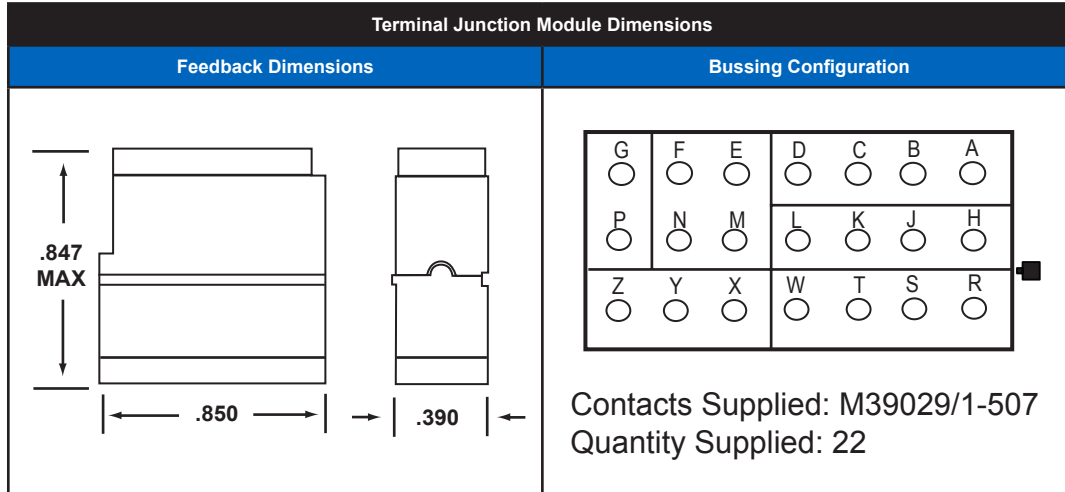 Terminal Junction Module Dimensions
Feedback Dimensions
Bussing Configuration
.847
MAX
.850
.390
G F E D C B A
P N M L K J H
Z Y X W T S R
Contacts Supplied: M39029/1-507
Quantity Supplied: 22